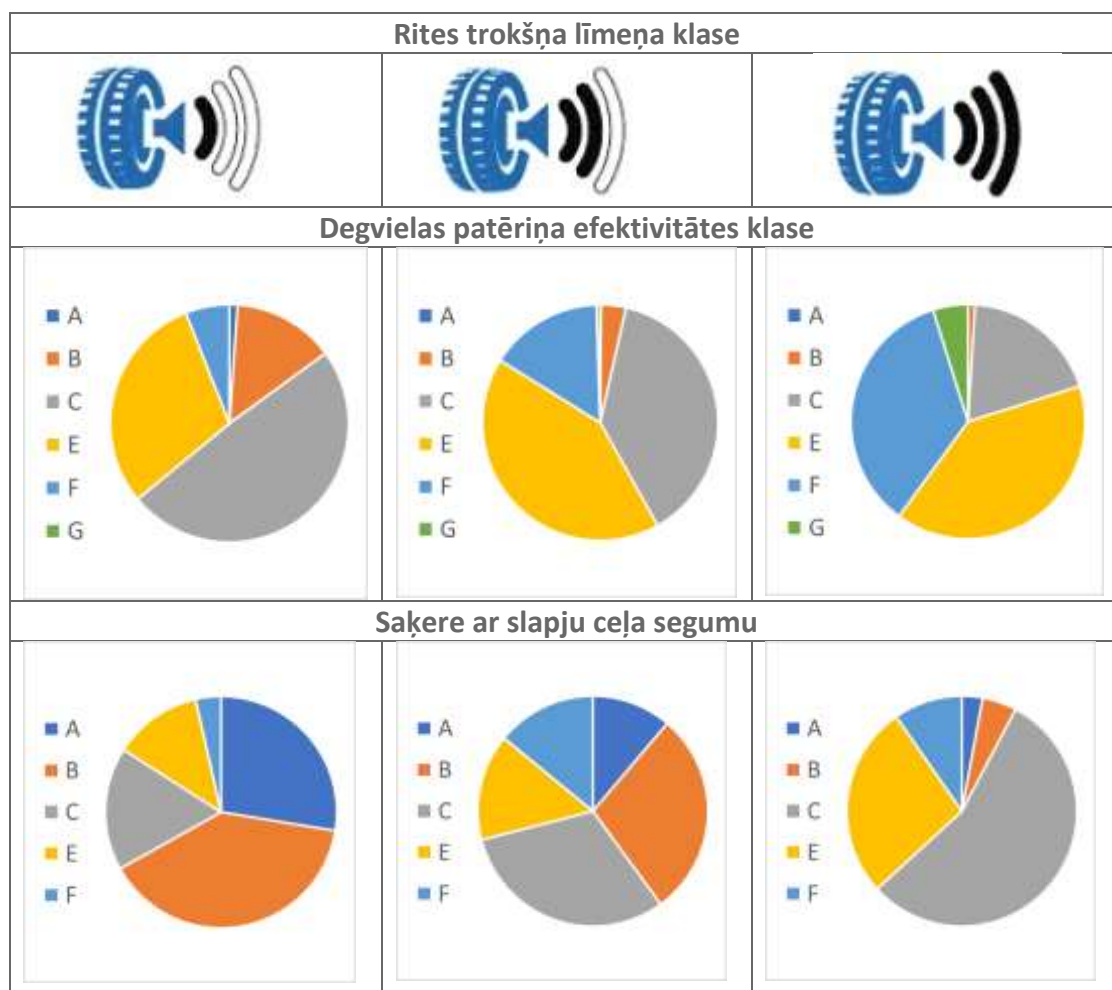 Rites trokšņa līmeņa klase
Degvielas patēriņa efektivitātes klase
A
B
C
E
F
G
A
B
C
E
F
G
A
B
C
E
F
G
Saķere ar slapju ceļa segumu
A
B
C
E
F
A
B
C
E
F
A
B
C
E
F